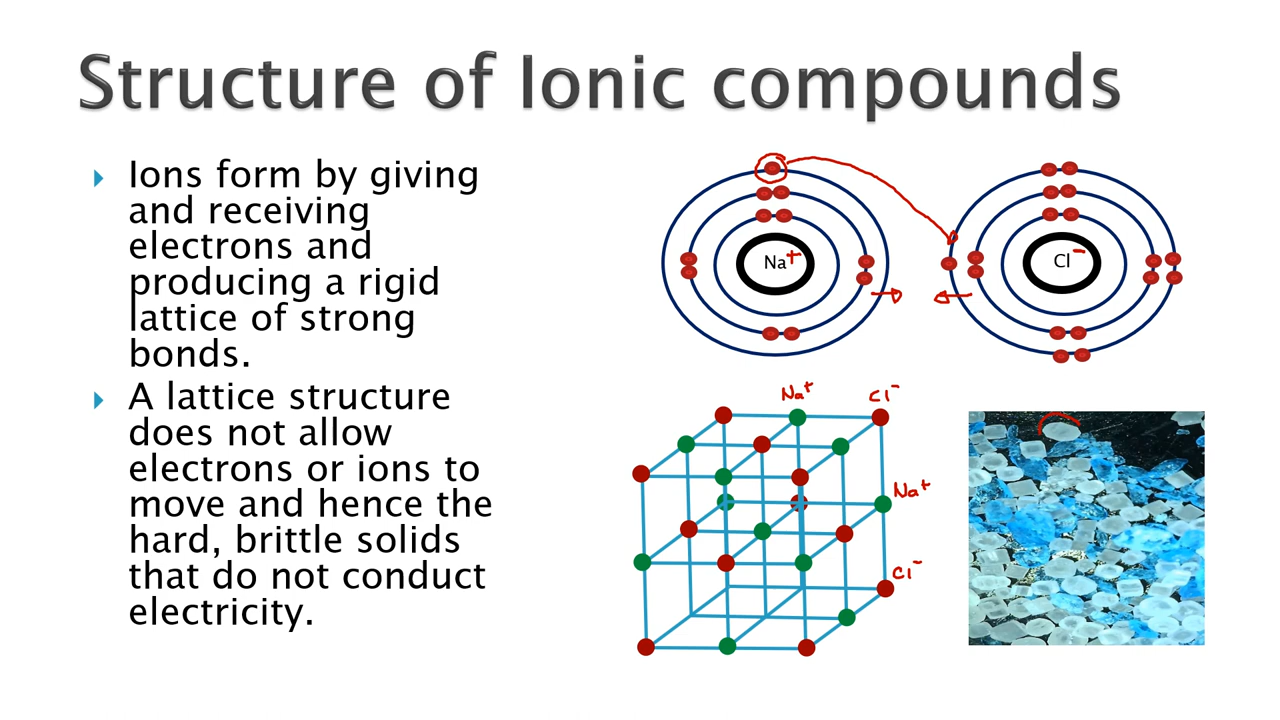 Structure of Ionic compounds
Ions form by giving
and receiving
electrons and
producing a rigid
lattice of strong
bonds.
A lattice structure
does not allow
electrons or ions to
move and hence the
hard, brittle solids
that do not conduct
electricity.
Na+
Cl-
Na+
Cl-
Na+
Cl-